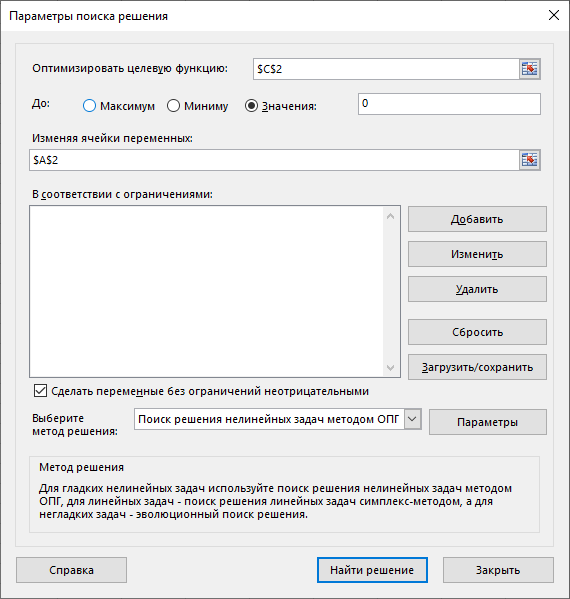 Параметры поиска решения
Оптимизировать целевую функцию: $C$2
До: Максимум Миниму Значения: 0
Изменяя ячейки переменных:
$A$2
В соответствии с ограничениями:
Добавить
Изменить
Удалить
Сбросить
Загрузить/сохранить
Сделать переменные без ограничений неотрицательными
Выберите
метод решения:
Поиск решения нелинейных задач методом ОПГ
Параметры
Метод решения
Для гладких нелинейных задач используйте поиск решения нелинейных задач методом
ОПГ, для линейных задач - поиск решения линейных задач симплекс-методом, а для
негладких задач - эволюционный поиск решения.
Справка Найти решение Закрыть